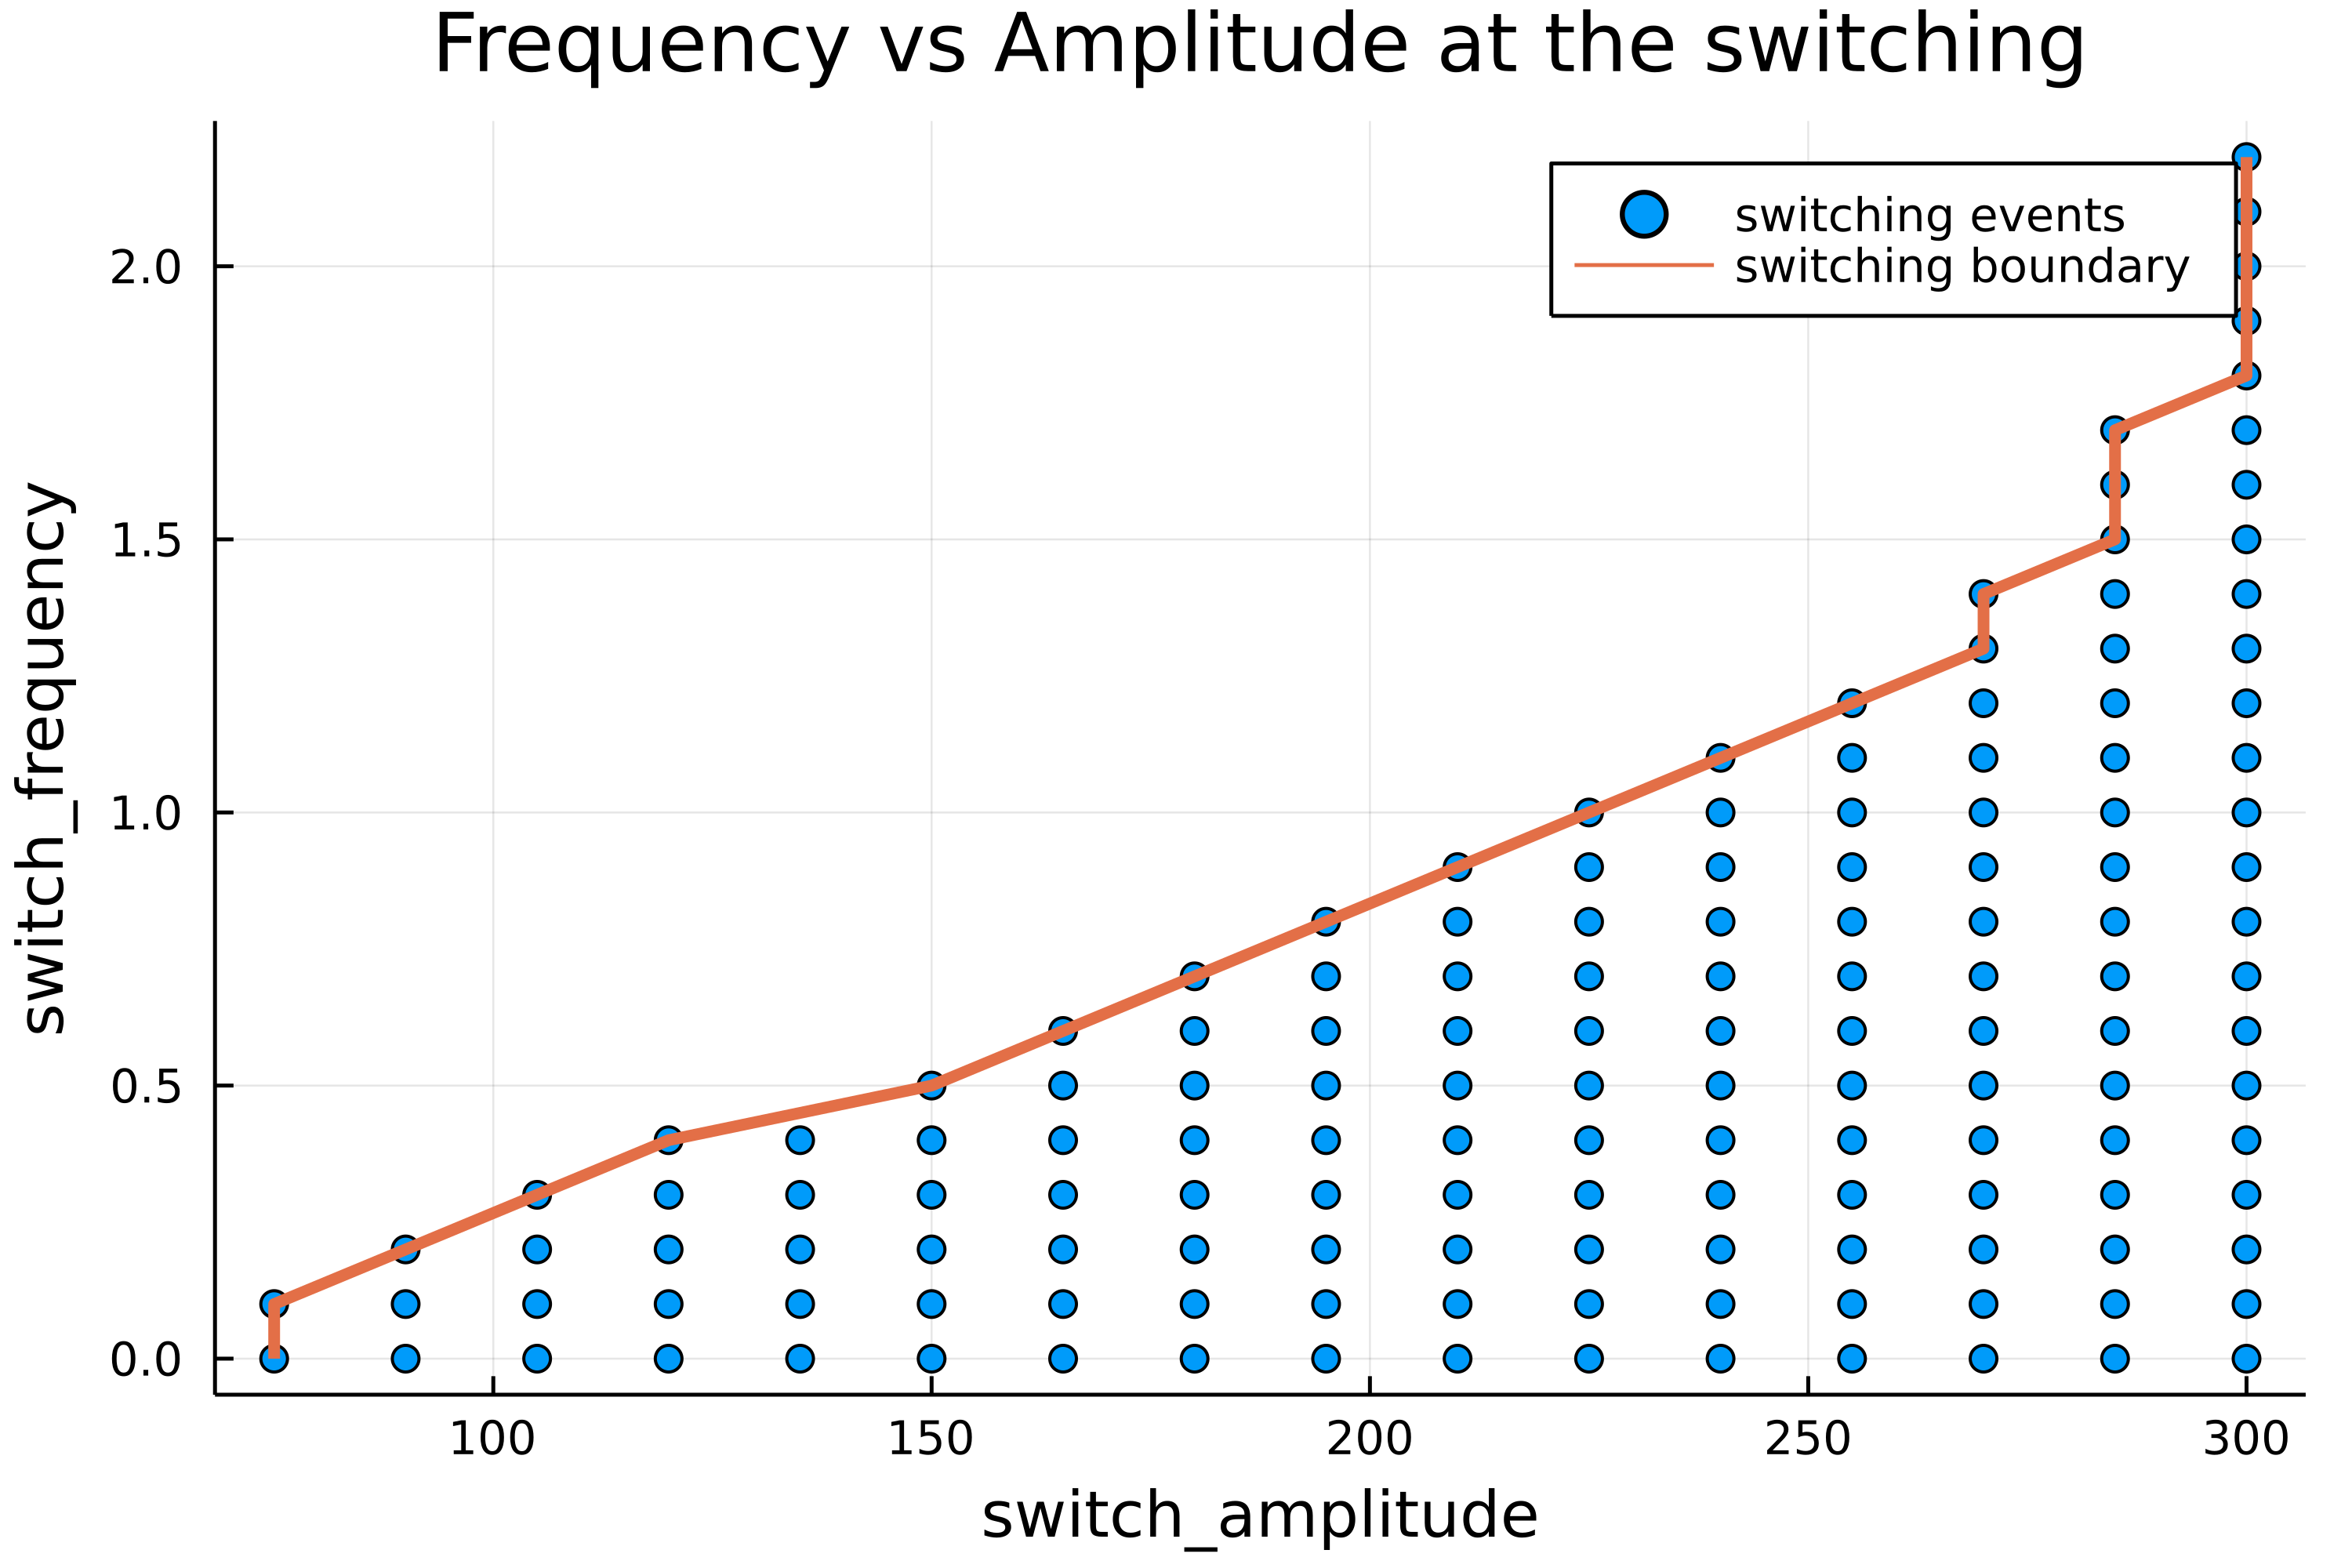 Frequency vs Amplitude at the switching
switching events
switching boundary
switch_frequency
2.0
1.5
1.0
0.5
0.0
100 150 200 250 300
switch_amplitude